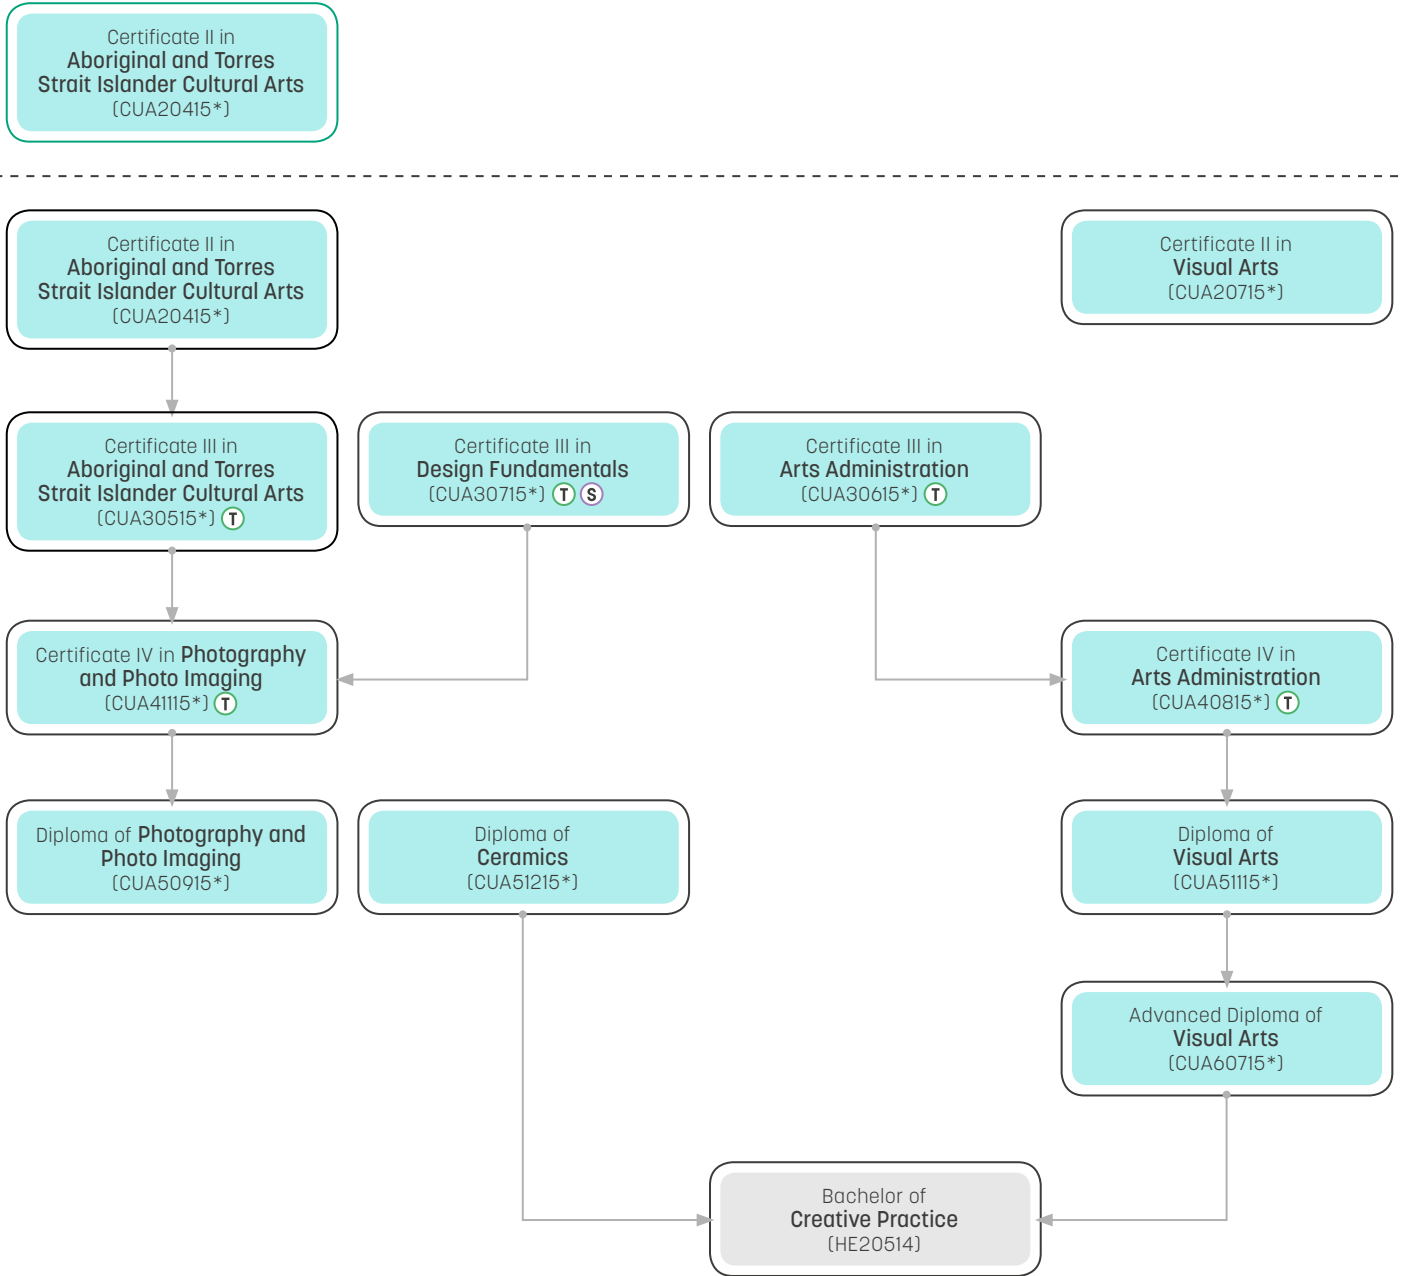 Certificate II in
Aboriginal and Torres
Strait Islander Cultural Arts
(CUA20415*)
Certificate II in
Aboriginal and Torres
Strait Islander Cultural Arts
(CUA20415*)
Certificate II in
Visual Arts
(CUA20715*)
Certificate III in
Aboriginal and Torres
Strait Islander Cultural Arts
(CUA30515*) T
Certificate III in
Design Fundamentals
(CUA30715*) T S
Certificate III in
Arts Administration
(CUA30615*) T
Certificate IV in Photography
and Photo Imaging
(CUA41115*) T
Certificate IV in
Arts Administration
(CUA40815*) T
Diploma of Photography and
Photo Imaging
(CUA50915*)
Diploma of
Ceramics
(CUA51215*)
Diploma of
Visual Arts
(CUA51115*)
Advanced Diploma of
Visual Arts
(CUA60715*)
Bachelor of
Creative Practice
(HE20514)